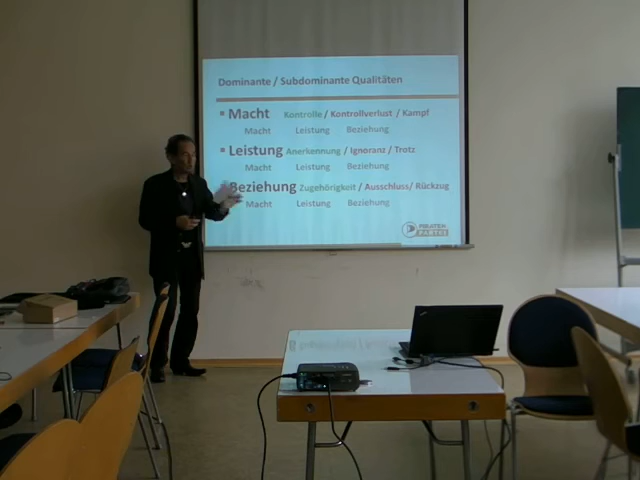 Dominante / Subdominante Qualitäten
Macht Kontrolle / Kontrollverlust / Kampf
Macht Leistung Beziehung
Leistung Anerkennung / Ignoranz / Trotz
Macht Leistung Beziehung
Beziehung Zugehörigkeit / Ausschluss/ Rückzug
Macht Leistung Beziehung
PIRATEN
PARTEI